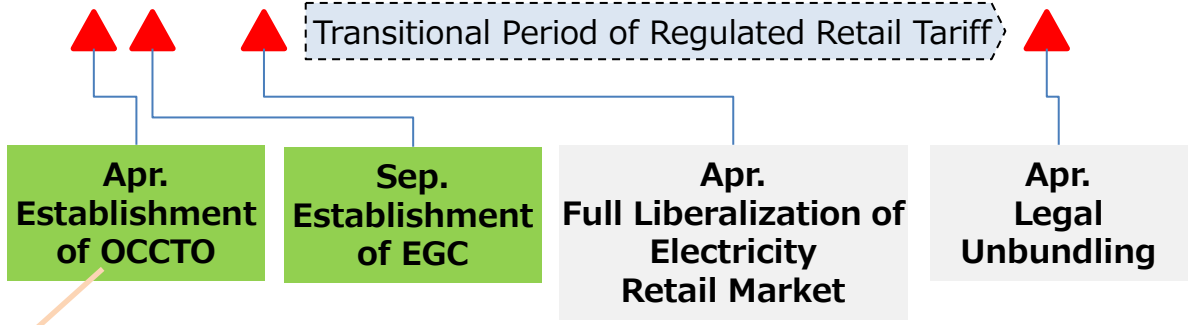 Transitional Period of Regulated Retail Tariff
Apr.
Establishment
of OCCTO
Sep.
Establishment
of EGC
Apr.
Full Liberalization of
Electricity
Retail Market
Apr.
Legal
Unbundling